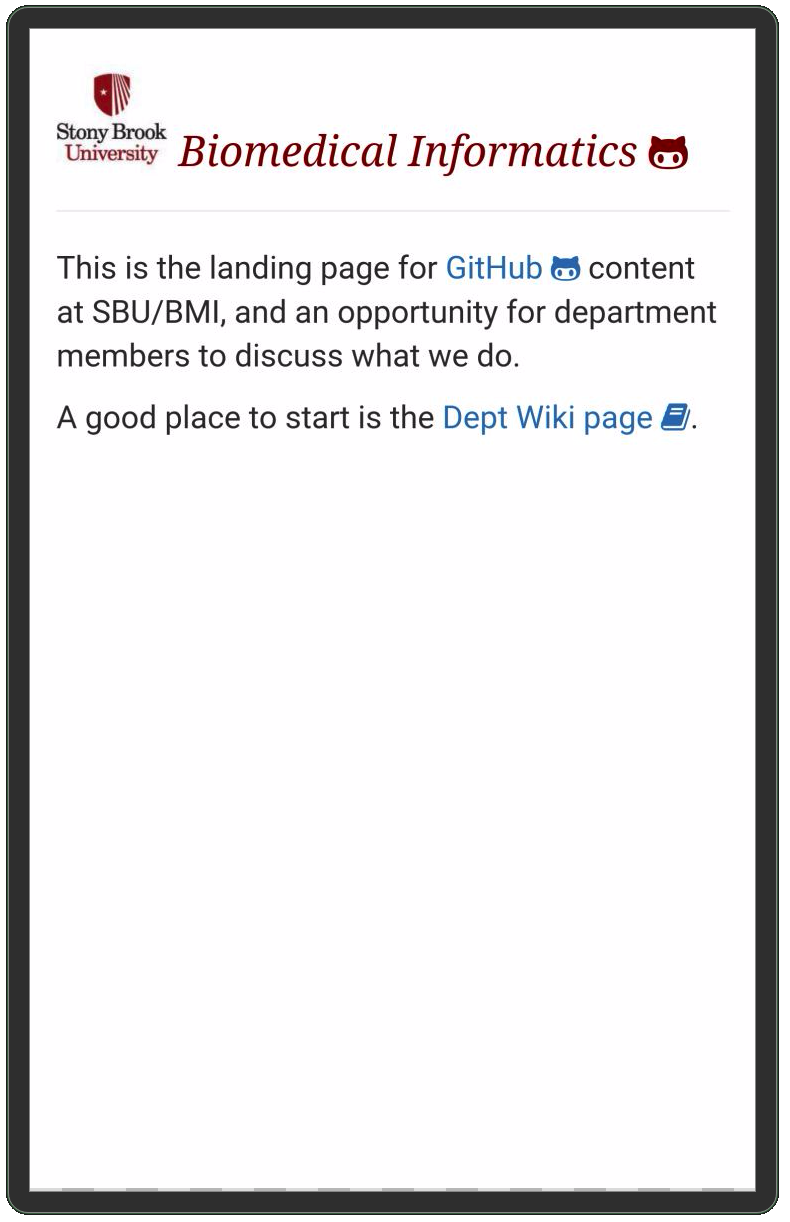 Stony Brook
University
Biomedical Informatics
This is the landing page for GitHub content
at SBU/BMI, and an opportunity for department
members to discuss what we do.
A good place to start is the Dept Wiki page.